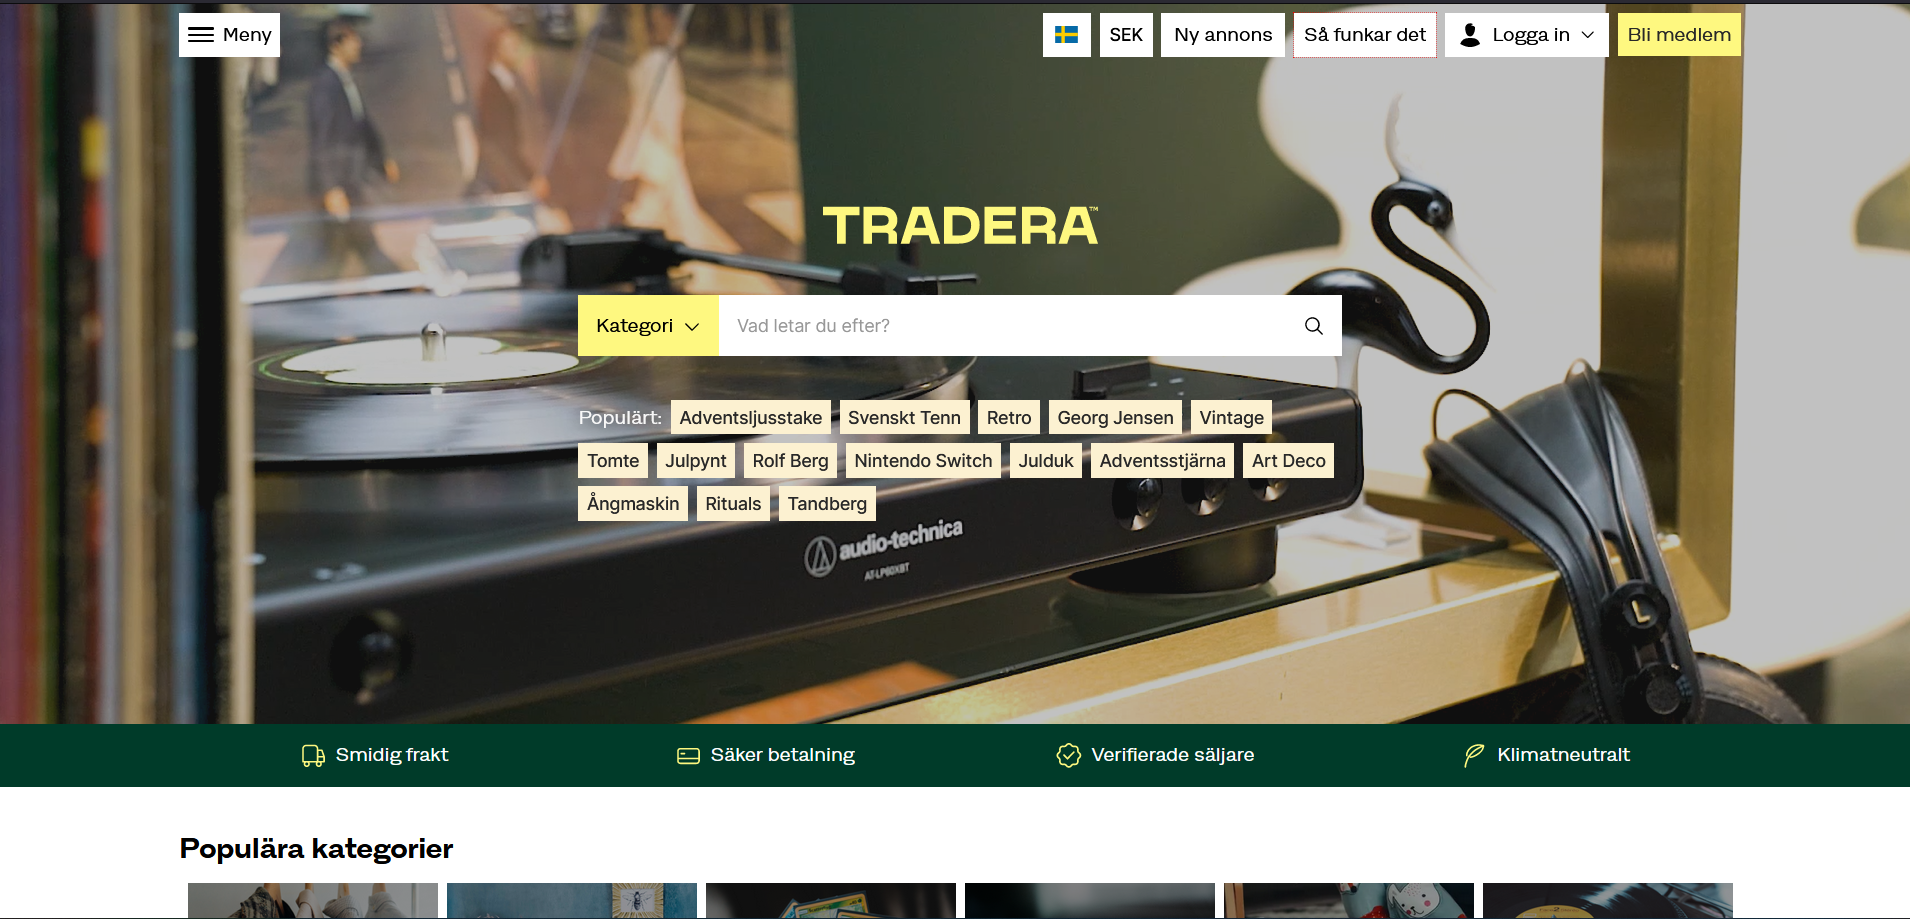 Meny
SEK
Ny annons
Så funkar det
Logga in
Bli medlem
TRADERA™
Kategori
Vad letar du efter?
Populärt: Adventsljusstake Svenskt Tenn Retro Georg Jensen Vintage
Tomte Julpynt Rolf Berg Nintendo Switch Julduk Adventsstjärna Art Deco
Ångmaskin Rituals Tandberg
audio-technica
AT-LP60XBT
L
Smidig frakt
Säker betalning
Verifierade säljare
Klimatneutralt
Populära kategorier